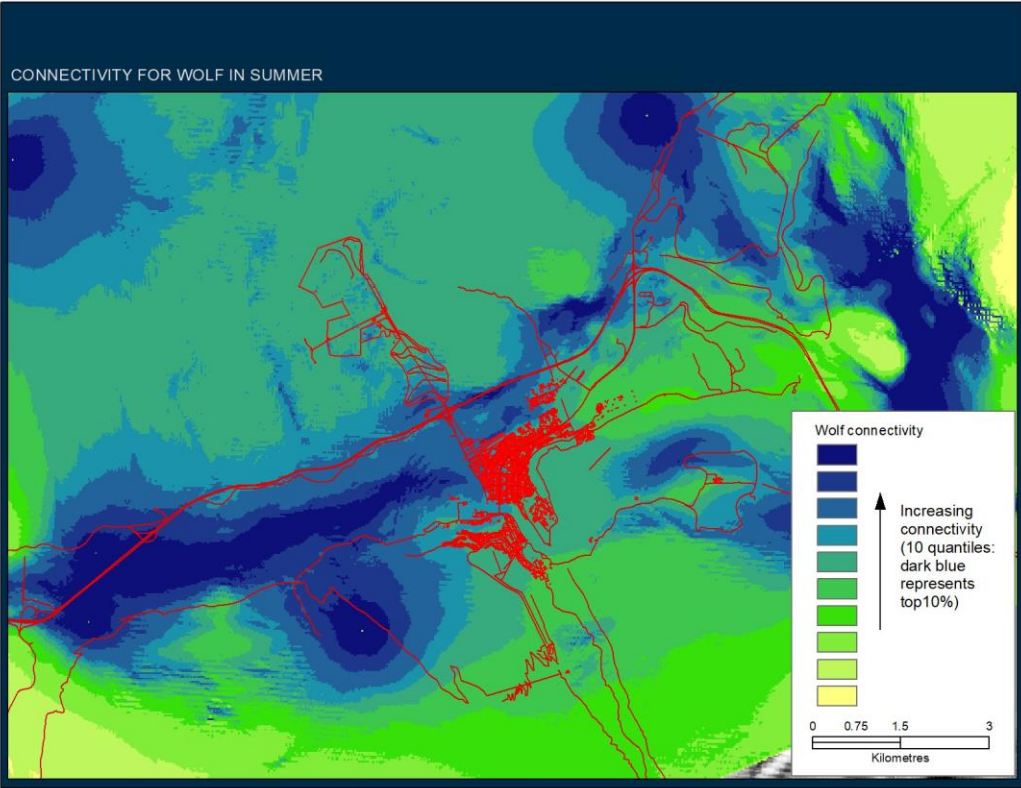 CONNECTIVITY FOR WOLF IN SUMMER
Wolf connectivity
Increasing
connectivity
(10 quantiles:
dark blue
represents
top10%)
0 0.75 1.5 3
Kilometres